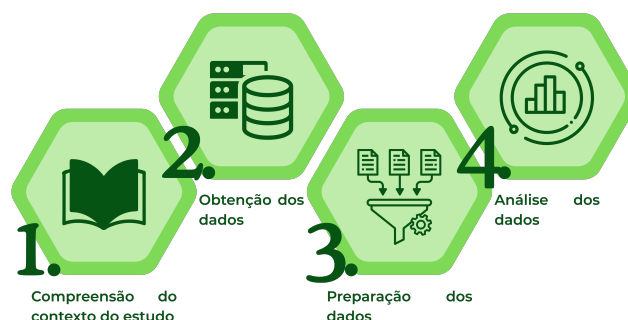 1.
Compreensão do
contexto do estudo
2.
Obtenção dos
dados
3.
Preparação dos
dados
4.
Análise dos
dados